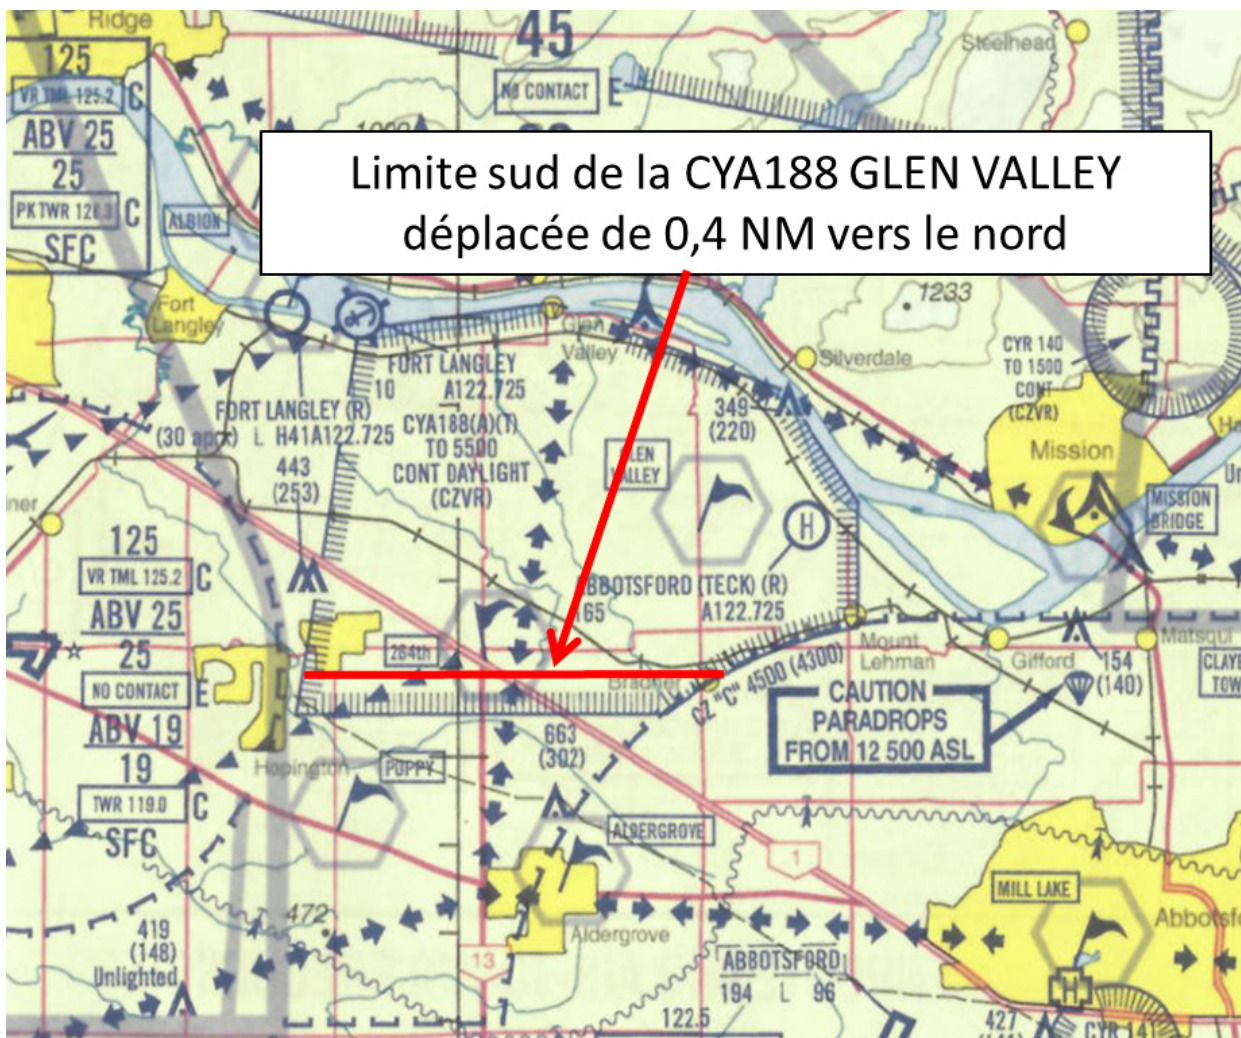 Ridge
45
Steelhead
125
VR TML 125.2
C
NO CONTACT
E
ABV 25
25
PK TWR 126.3
C
SFC
Limite sud de la CYA188 GLEN VALLEY
déplacée de 0,4 NM vers le nord
ALBION
1233
Fort
Langley
Glen
Valley
Silverdale
CYR 140
TO 1500
CONT
(CZVR)
FORT LANGLEY
10 A122.725
FORT LANGLEY (R)
(30 aprx) L H41A122.725
CYA188(A)(T)
TO 5500
CONT DAYLIGHT
(CZVR)
349
(220)
443
(253)
GLEN
VALLEY
Mission
MISSION
BRIDGE
H
125
VR TML 125.2
C
ABV 25
25
NO CONTACT
E
ABV 19
19
TWR 119.0
C
SFC
ABBOTSFORD (TECK) (R)
165 A122.725
264th
Bradner
Mount
Lehman
Gifford
Matsqui
154
(140)
CZ "C" 4500 (4300)
CAUTION
PARADROPS
FROM 12 500 ASL
663
(302)
Hopington
POPPY
ALDERGROVE
1
MILL LAKE
472
419
(148)
Unlighted
Aldergrove
13
ABBOTSFORD
194 L 96
122.5
H
427
CYR 141